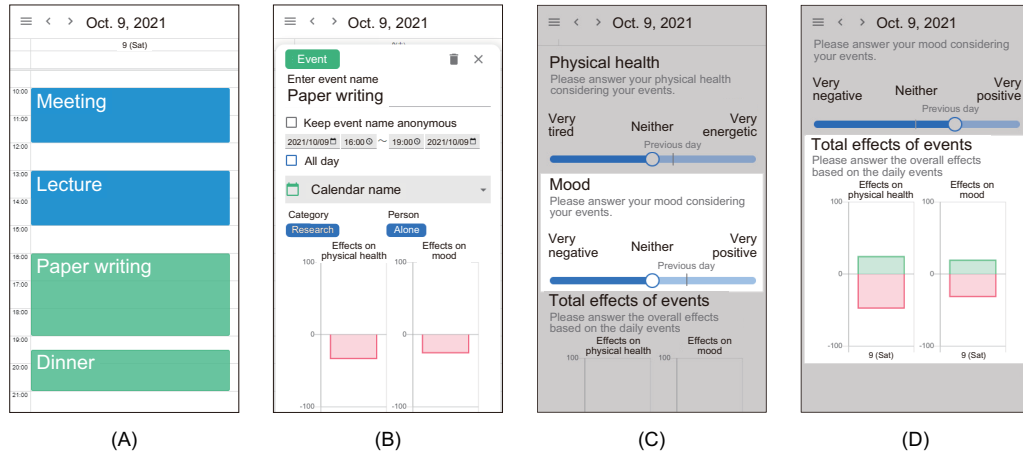 Oct. 9, 2021
9 (Sat)
10:00
Meeting
11:00
12:00
13:00
Lecture
14:00
15:00
16:00
Paper writing
17:00
18:00
19:00
Dinner
20:00
21:00
(A)
Oct. 9, 2021
Event
Enter event name
Paper writing
Keep event name anonymous
2021/10/09 16:00 ~ 19:00 2021/10/09
All day
Calendar name
Category Person
Research Alone
Effects on physical health
Effects on mood
100 100
0 0
-100 -100
(B)
Oct. 9, 2021
Physical health
Please answer your physical health
considering your events.
Very tired
Neither
Very energetic
Previous day
Mood
Please answer your mood considering
your events.
Very negative
Neither
Very positive
Previous day
Total effects of events
Please answer the overall effects
based on the daily events
Effects on physical health
Effects on mood
100 100
(C)
Oct. 9, 2021
Please answer your mood
considering your events.
Very negative
Neither
Very positive
Previous day
Total effects of events
Please answer the overall effects
based on the daily events
Effects on physical health
Effects on mood
100 100
0 0
-100 -100
9 (Sat) 9 (Sat)
(D)